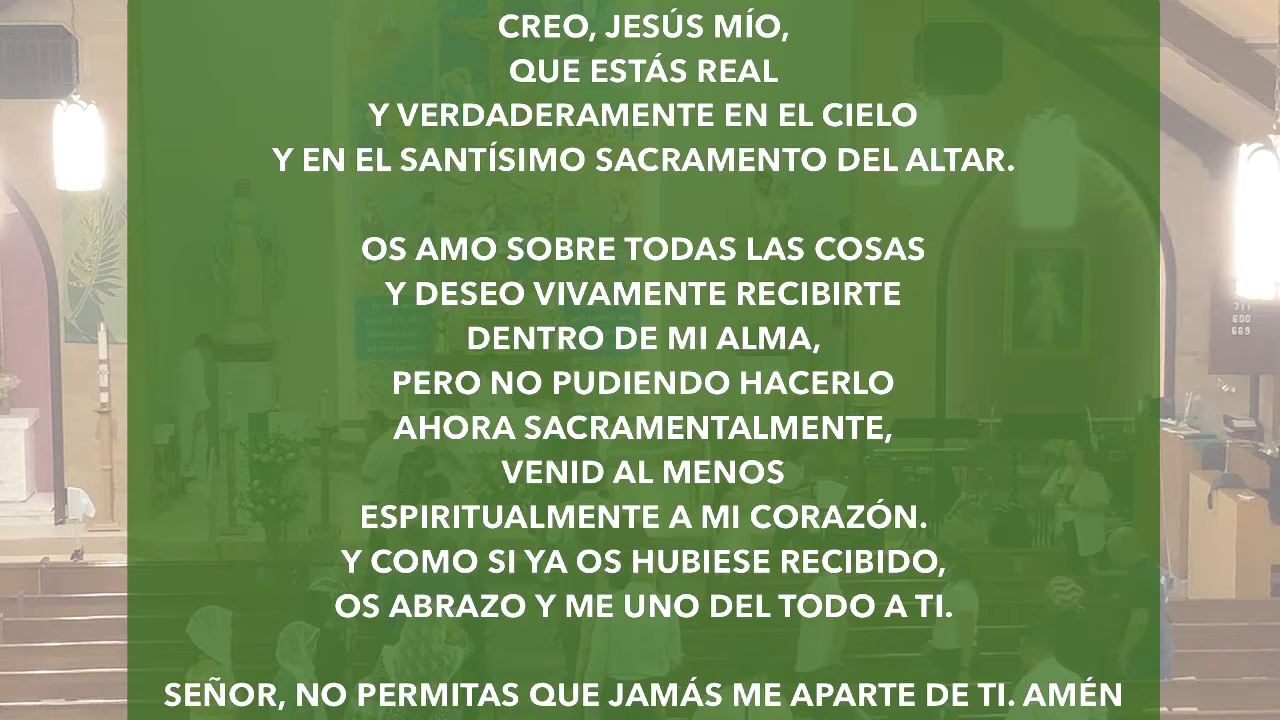 CREO, JESÚS MÍO,
QUE ESTÁS REAL
Y VERDADERAMENTE EN EL CIELO
Y EN EL SANTÍSIMO SACRAMENTO DEL ALTAR.
OS AMO SOBRE TODAS LAS COSAS
Y DESEO VIVAMENTE RECIBIRTE
DENTRO DE MI ALMA,
PERO NO PUDIENDO HACERLO
AHORA SACRAMENTALMENTE,
VENID AL MENOS
ESPIRITUALMENTE A MI CORAZÓN.
Y COMO SI YA OS HUBIESE RECIBIDO,
OS ABRAZO Y ME UNO DEL TODO A TI.
SEÑOR, NO PERMITAS QUE JAMÁS ME APARTE DE TI. AMÉN
600
669